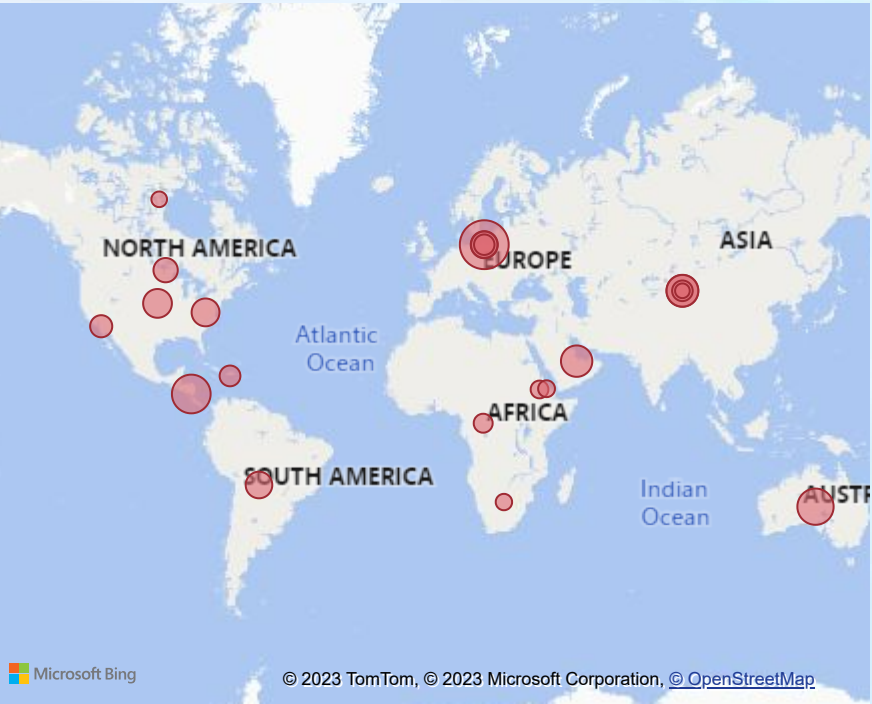 ASIA
NORTH AMERICA
EUROPE
Atlantic
Ocean
AFRICA
SOUTH AMERICA
Indian
Ocean
AUSTR
Microsoft Bing
© 2023 TomTom, © 2023 Microsoft Corporation, © OpenStreetMap